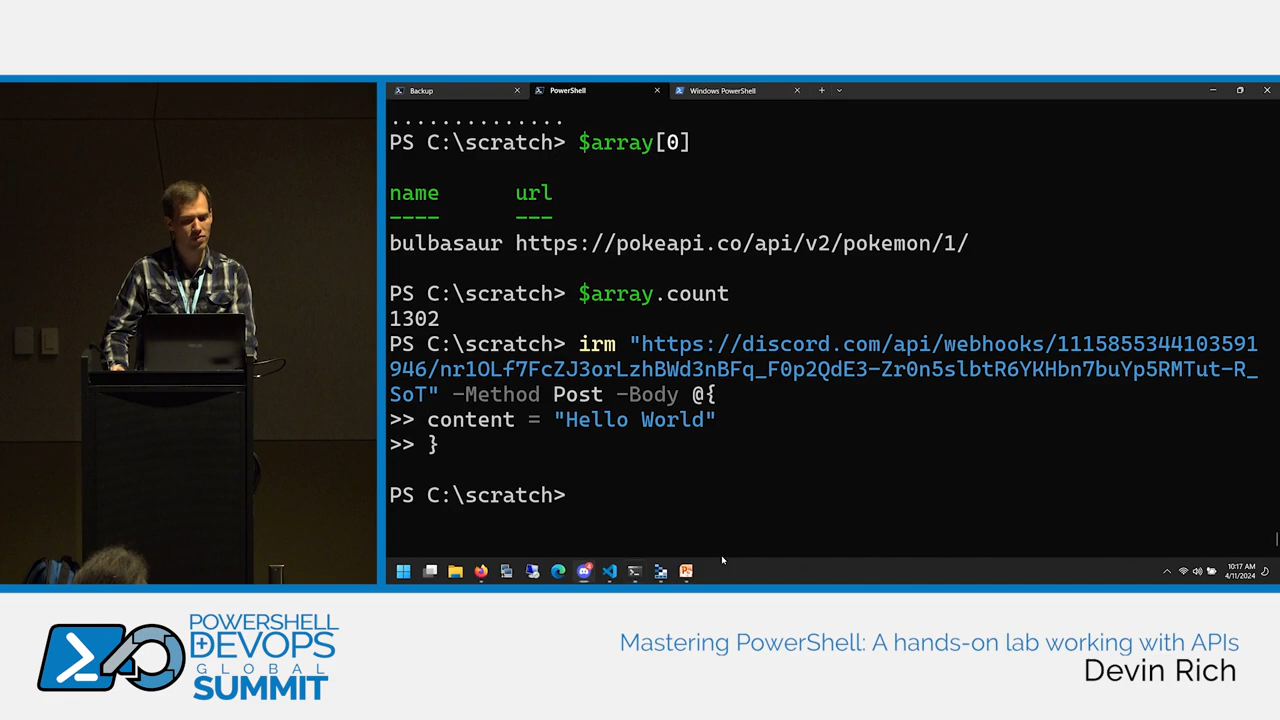 Backup
PowerShell
Windows PowerShell
..............
PS C:\scratch> $array[0]
name url
---- ---
bulbasaur https://pokeapi.co/api/v2/pokemon/1/
PS C:\scratch> $array.count
1302
PS C:\scratch> irm "https://discord.com/api/webhooks/1115855344103591
946/nr1OLf7FcZJ3orLzhBWd3nBFq_F0p2QdE3-Zr0n5slbtR6YKHbn7buYp5RMTut-R_
SoT" -Method Post -Body @{
>> content = "Hello World"
>> }
PS C:\scratch>
10:17 AM
4/11/2024
POWERSHELL
DEVOPS
GLOBAL
SUMMIT
Mastering PowerShell: A hands-on lab working with APIs
Devin Rich